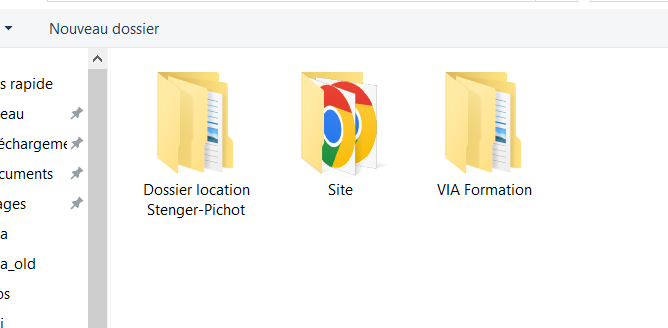 Nouveau dossier
s rapide
eau
échargeme
cuments
ages
a
a_old
os
i
Dossier location
Stenger-Pichot
Site
VIA Formation